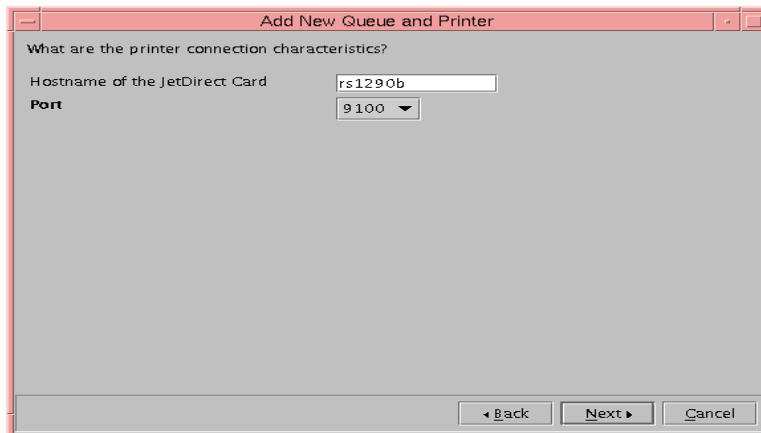 Add New Queue and Printer
What are the printer connection characteristics?
Hostname of the JetDirect Card rs1290b
Port 9100
Back Next Cancel